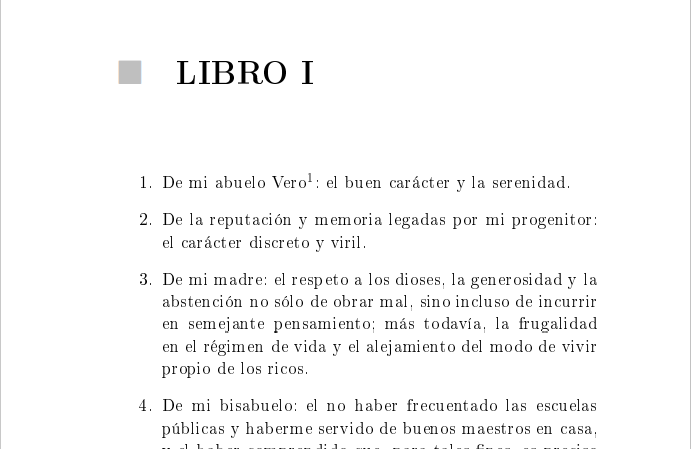 LIBRO I
1. De mi abuelo Vero¹: el buen carácter y la serenidad.
2. De la reputación y memoria legadas por mi progenitor:
el carácter discreto y viril.
3. De mi madre: el respeto a los dioses, la generosidad y la
abstención no sólo de obrar mal, sino incluso de incurrir
en semejante pensamiento; más todavía, la frugalidad
en el régimen de vida y el alejamiento del modo de vivir
propio de los ricos.
4. De mi bisabuelo: el no haber frecuentado las escuelas
públicas y haberme servido de buenos maestros en casa,